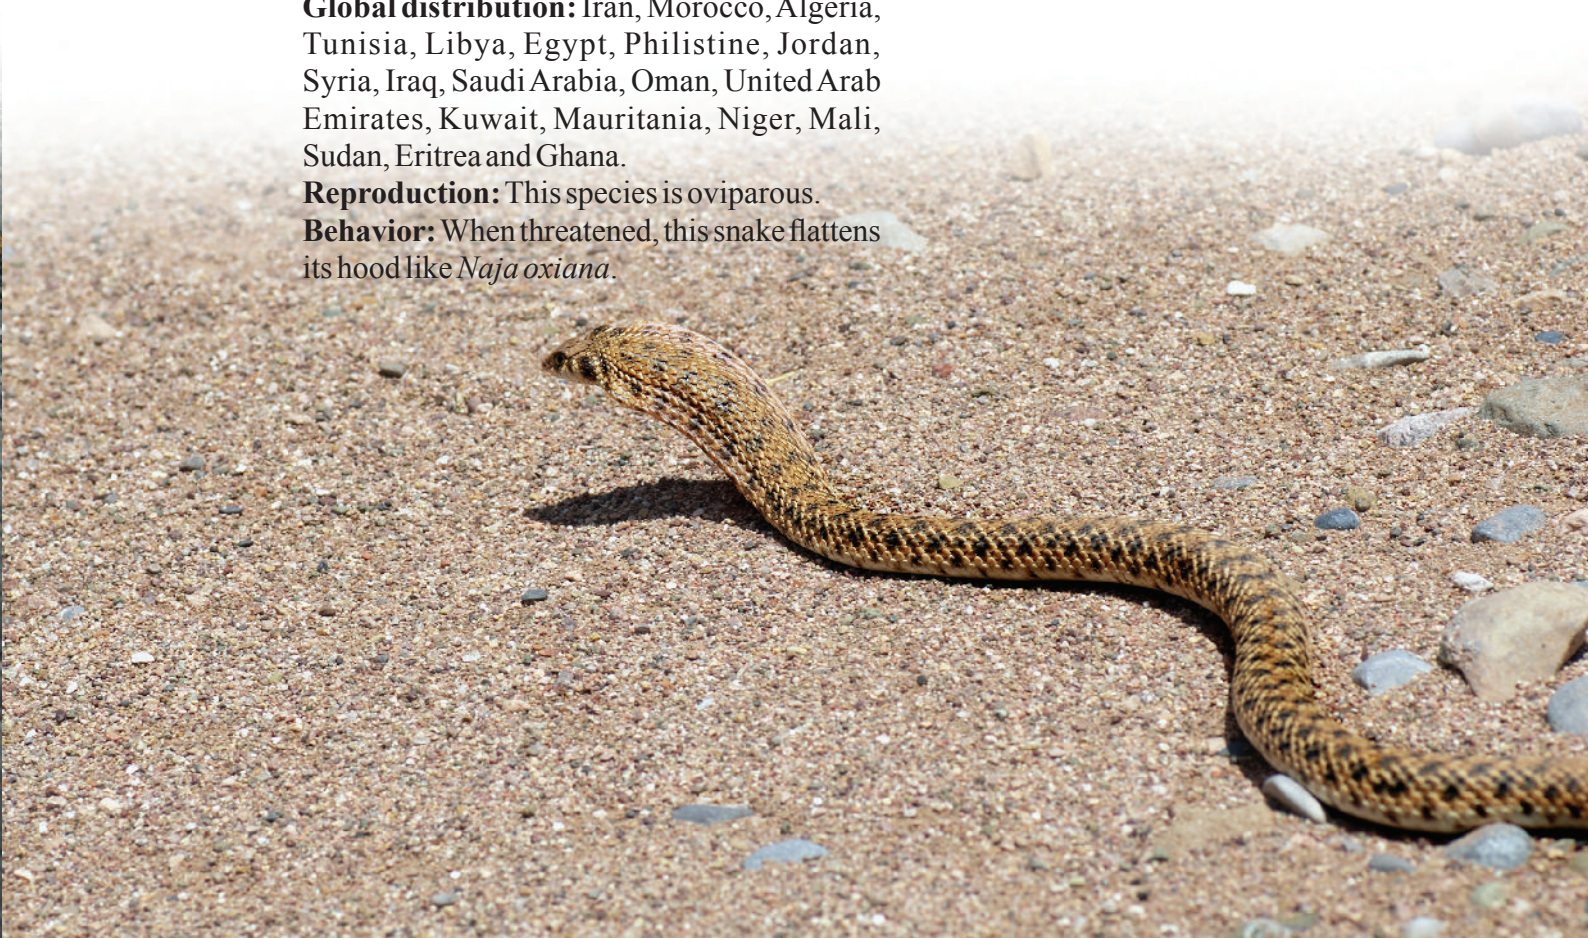 Global distribution: Iran, Morocco, Algeria,
Tunisia, Libya, Egypt, Philistine, Jordan,
Syria, Iraq, Saudi Arabia, Oman, United Arab
Emirates, Kuwait, Mauritania, Niger, Mali,
Sudan, Eritrea and Ghana.
Reproduction: This species is oviparous.
Behavior: When threatened, this snake flattens
its hood like Naja oxiana.